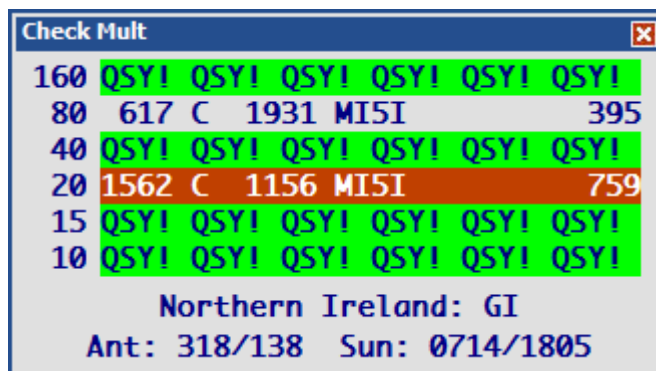 Check Mult
160 QSY! QSY! QSY! QSY! QSY! QSY!
80 617 C 1931 MI5I 395
40 QSY! QSY! QSY! QSY! QSY! QSY!
20 1562 C 1156 MI5I 759
15 QSY! QSY! QSY! QSY! QSY! QSY!
10 QSY! QSY! QSY! QSY! QSY! QSY!
Northern Ireland: GI
Ant: 318/138 Sun: 0714/1805